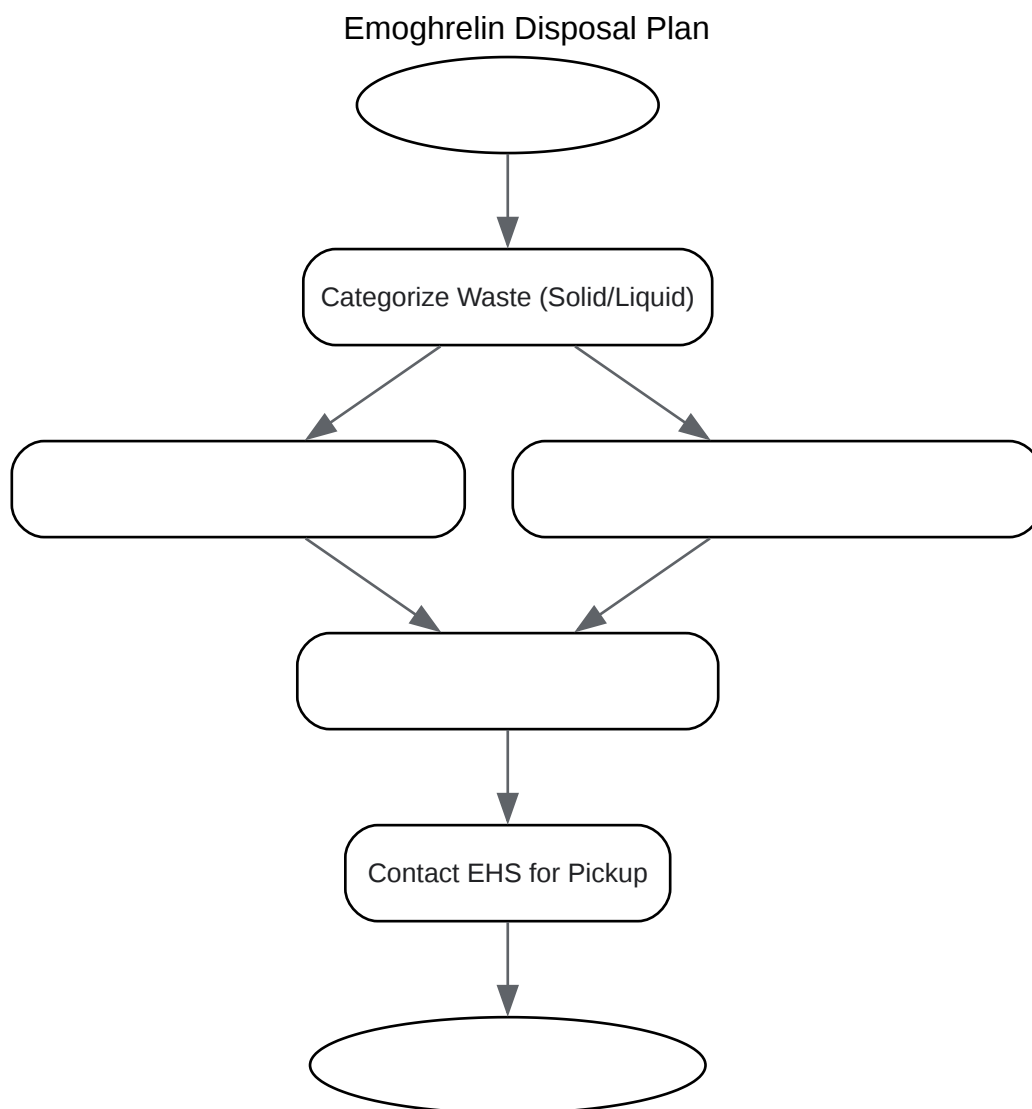 Emoghrelin Disposal Plan
Categorize Waste (Solid/Liquid)
Contact EHS for Pickup